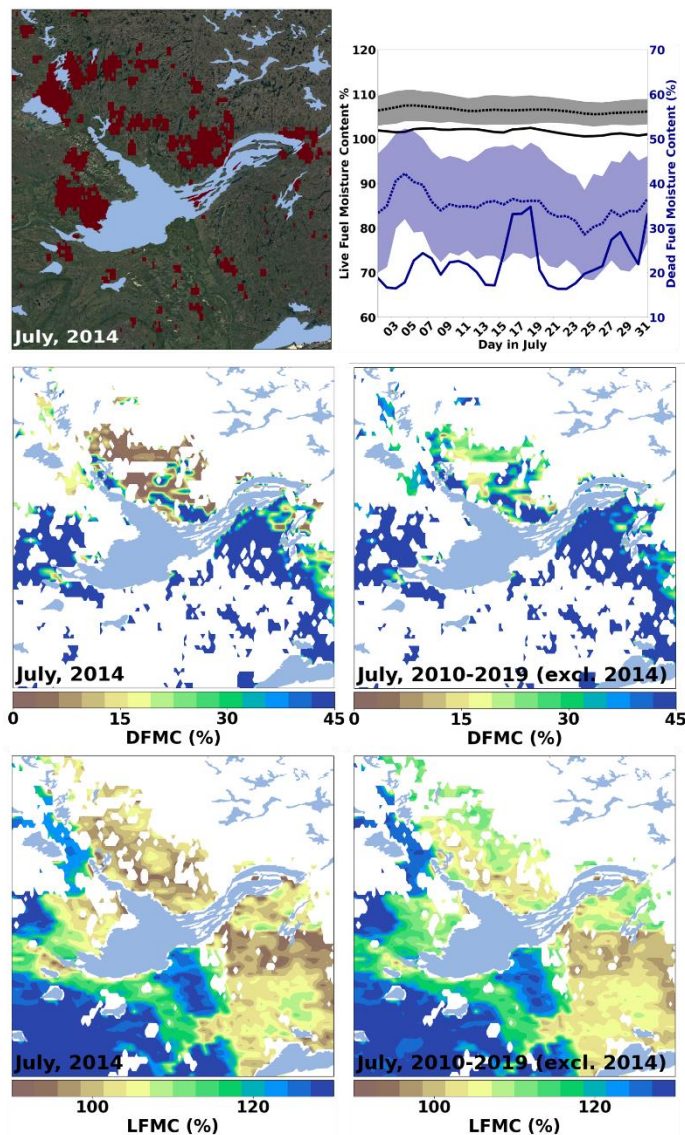 July, 2014
120
110
100
90
80
70
60
Live Fuel Moisture Content %
70
60
50
40
30
20
10
Dead Fuel Moisture Content (%)
03 05 07 09 11 13 15 17 19 21 23 25 27 29 31
Day in July
July, 2014
0 15 30 45
DFMC (%)
July, 2010-2019 (excl. 2014)
0 15 30 45
DFMC (%)
July, 2014
100 120
LFMC (%)
July, 2010-2019 (excl. 2014)
100 120
LFMC (%)